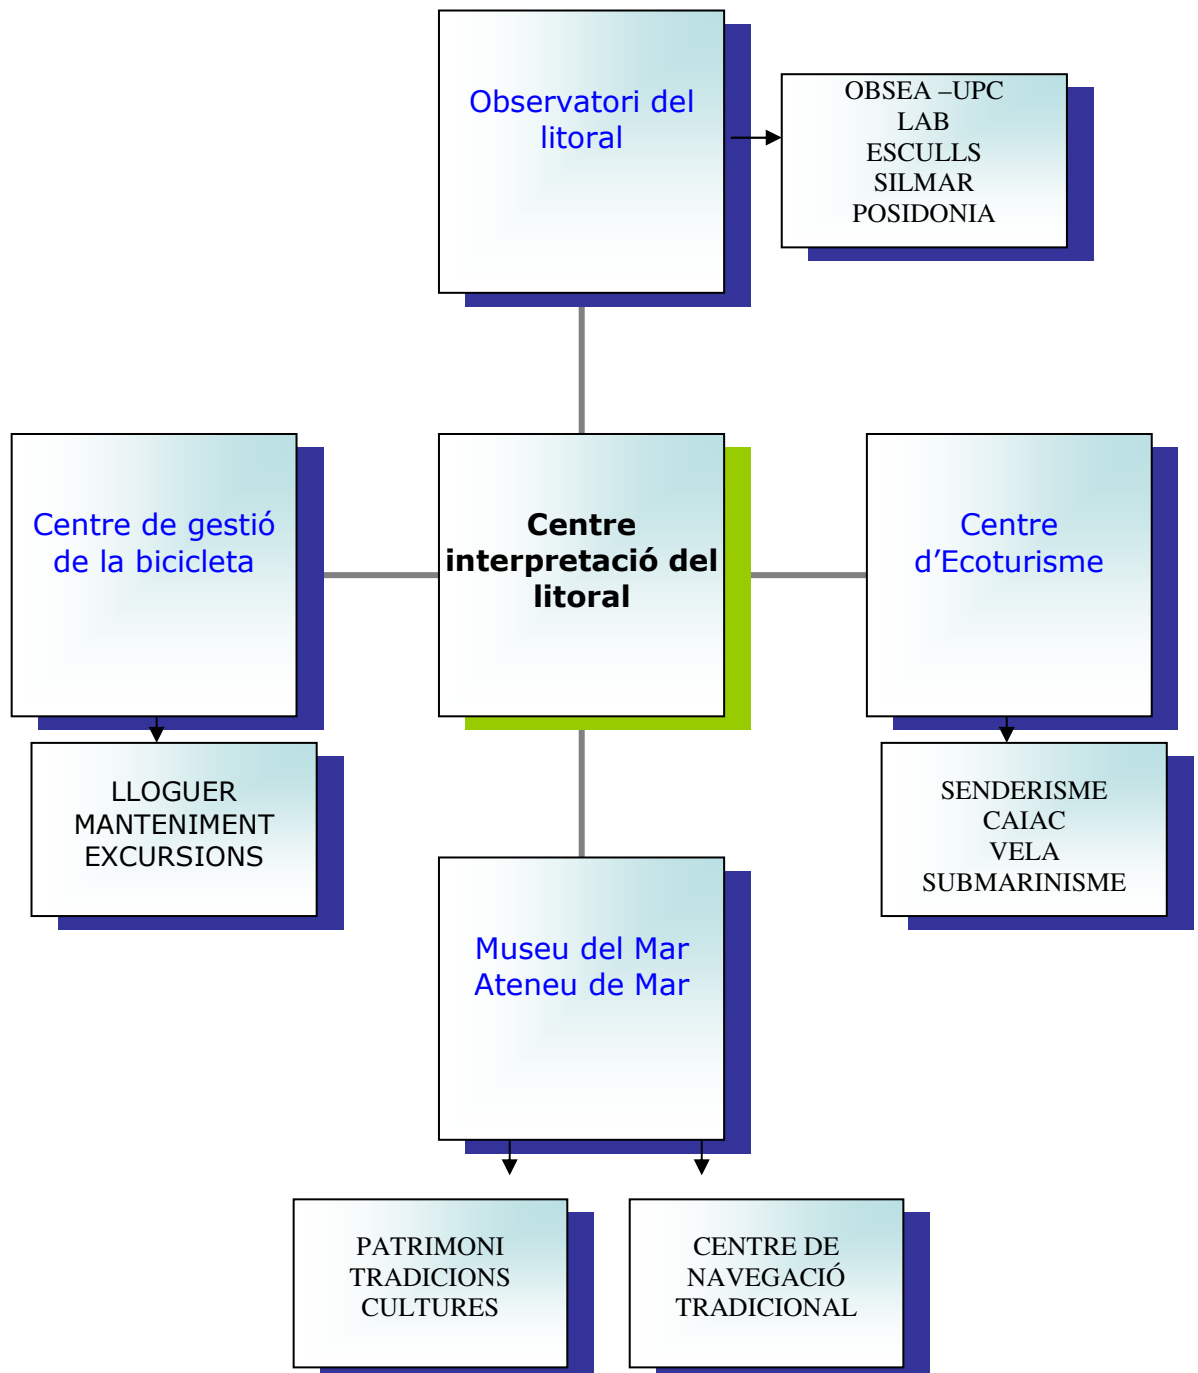 Observatori del
litoral
OBSEA –UPC
LAB
ESCULLS
SILMAR
POSIDONIA
Centre de gestió
de la bicicleta
Centre
interpretació del
litoral
Centre
d’Ecoturisme
LLOGUER
MANTENIMENT
EXCURSIONS
SENDERISME
CAIAC
VELA
SUBMARINISME
Museu del Mar
Ateneu de Mar
PATRIMONI
TRADICIONS
CULTURES
CENTRE DE
NAVEGACIÓ
TRADICIONAL